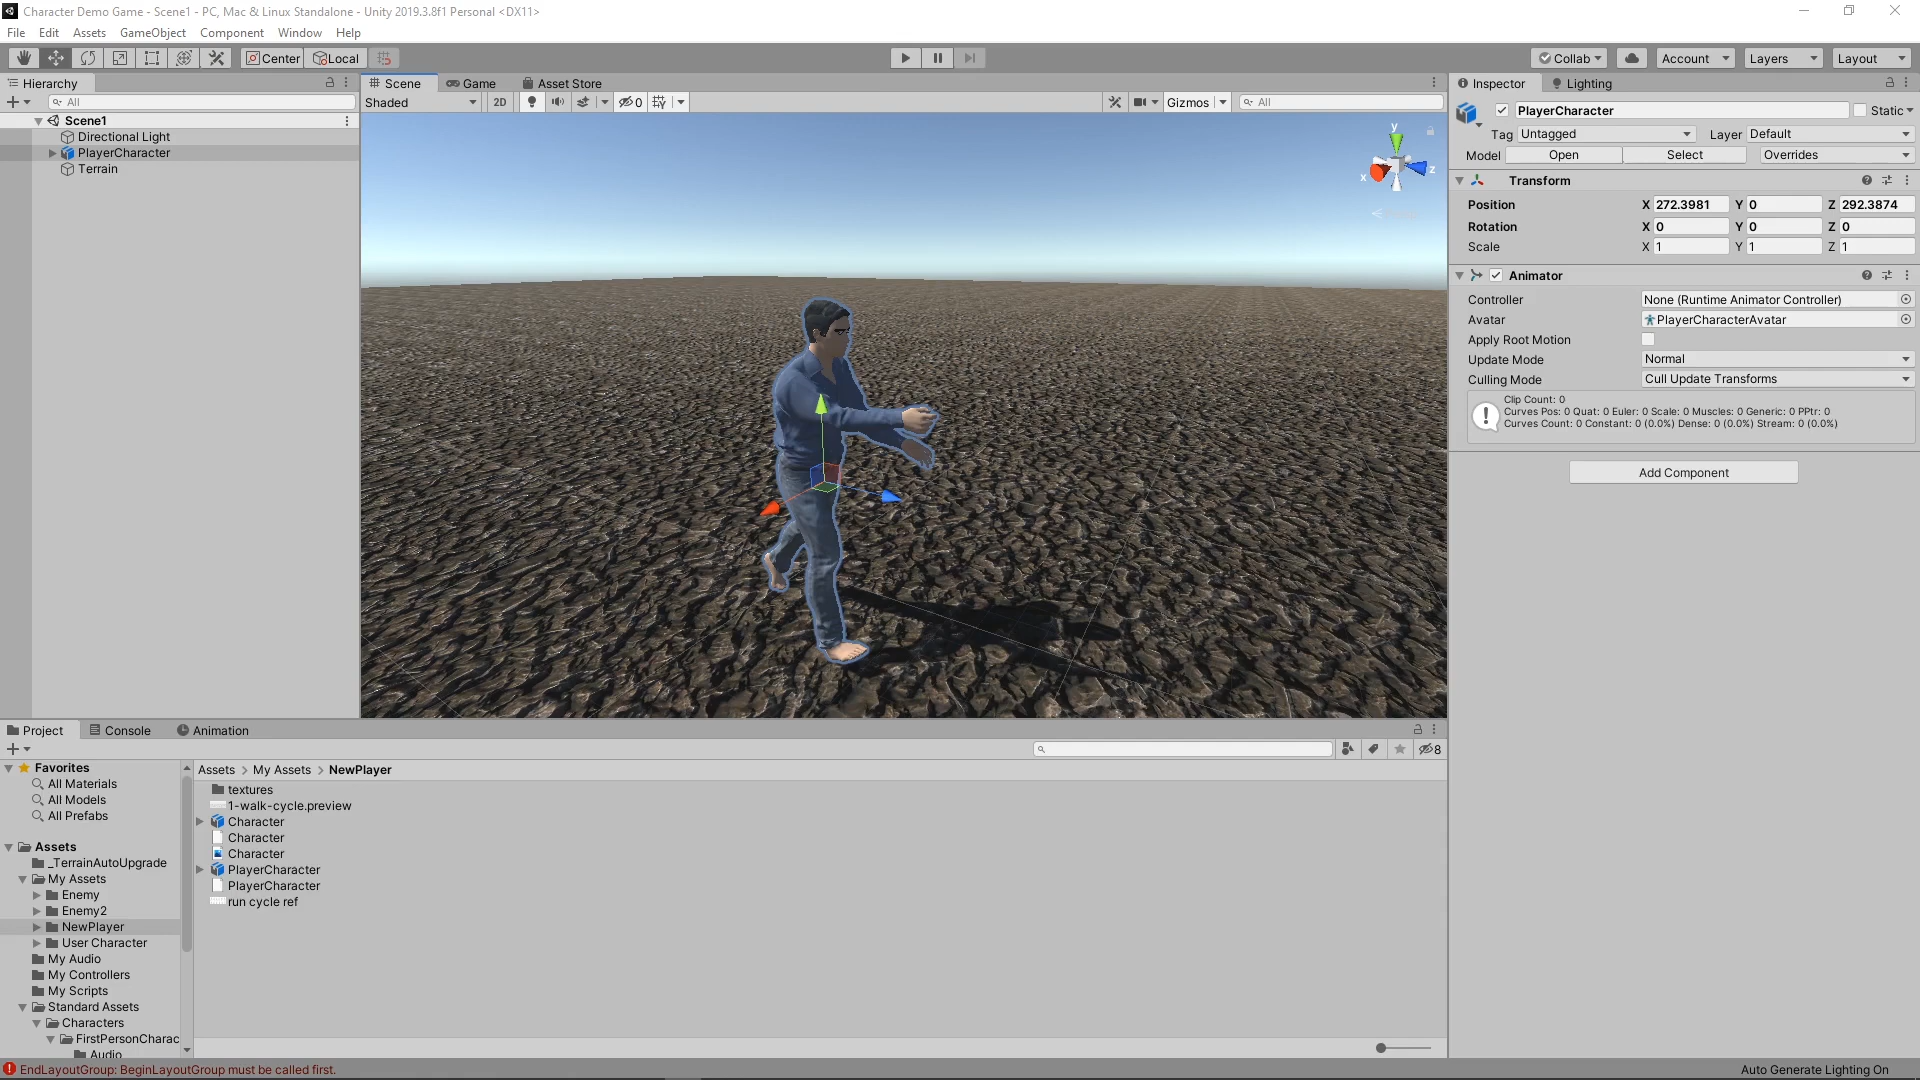 Character Demo Game - Scene1 - PC, Mac & Linux Standalone - Unity 2019.3.8f1 Personal <DX11>
File Edit Assets GameObject Component Window Help
Center Local Collab Account Layers Layout
Hierarchy
All
Scene1
Directional Light
PlayerCharacter
Terrain
Scene Game Asset Store
Shaded 2D 0 Gizmos All
y
x
z
Inspector Lighting
PlayerCharacter Static
Tag Untagged Layer Default
Model Open Select Overrides
Transform
Position X 272.3981 Y 0 Z 292.3874
Rotation X 0 Y 0 Z 0
Scale X 1 Y 1 Z 1
Animator
Controller None (Runtime Animator Controller)
Avatar PlayerCharacterAvatar
Apply Root Motion
Update Mode Normal
Culling Mode Cull Update Transforms
Clip Count: 0
Curves Pos: 0 Quat: 0 Euler: 0 Scale: 0 Muscles: 0 Generic: 0 PPtr: 0
Curves Count: 0 Constant: 0 (0.0%) Dense: 0 (0.0%) Stream: 0 (0.0%)
Add Component
Project Console Animation
8
Favorites
All Materials
All Models
All Prefabs
Assets
_TerrainAutoUpgrade
My Assets
Enemy
Enemy2
NewPlayer
User Character
My Audio
My Controllers
My Scripts
Standard Assets
Characters
FirstPersonCharac
Audio
Assets > My Assets > NewPlayer
textures
1-walk-cycle.preview
Character
Character
Character
PlayerCharacter
PlayerCharacter
run cycle ref
EndLayoutGroup: BeginLayoutGroup must be called first.
Auto Generate Lighting On